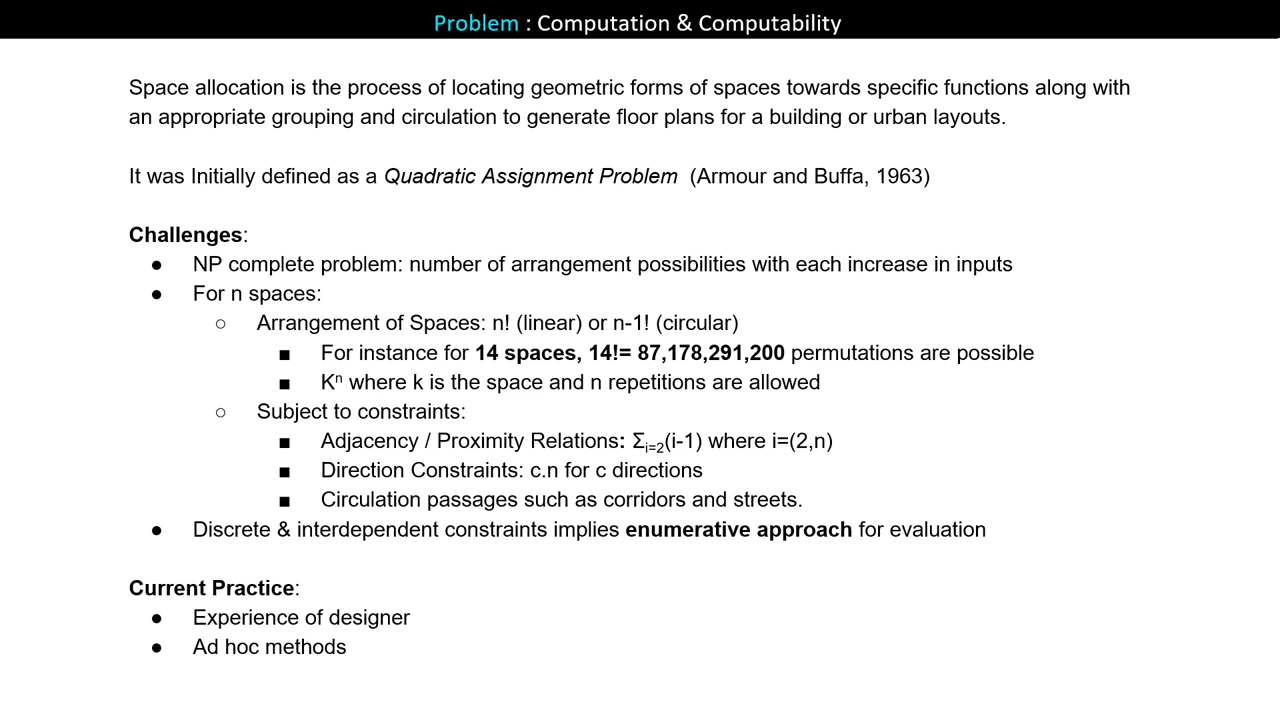 Problem : Computation & Computability
Space allocation is the process of locating geometric forms of spaces towards specific functions along with
an appropriate grouping and circulation to generate floor plans for a building or urban layouts.
It was Initially defined as a Quadratic Assignment Problem (Armour and Buffa, 1963)
Challenges:
● NP complete problem: number of arrangement possibilities with each increase in inputs
● For n spaces:
○ Arrangement of Spaces: n! (linear) or n-1! (circular)
■ For instance for 14 spaces, 14!= 87,178,291,200 permutations are possible
■ Kⁿ where k is the space and n repetitions are allowed
○ Subject to constraints:
■ Adjacency / Proximity Relations: Σᵢ₌₂(i-1) where i=(2,n)
■ Direction Constraints: c.n for c directions
■ Circulation passages such as corridors and streets.
● Discrete & interdependent constraints implies enumerative approach for evaluation
Current Practice:
● Experience of designer
● Ad hoc methods